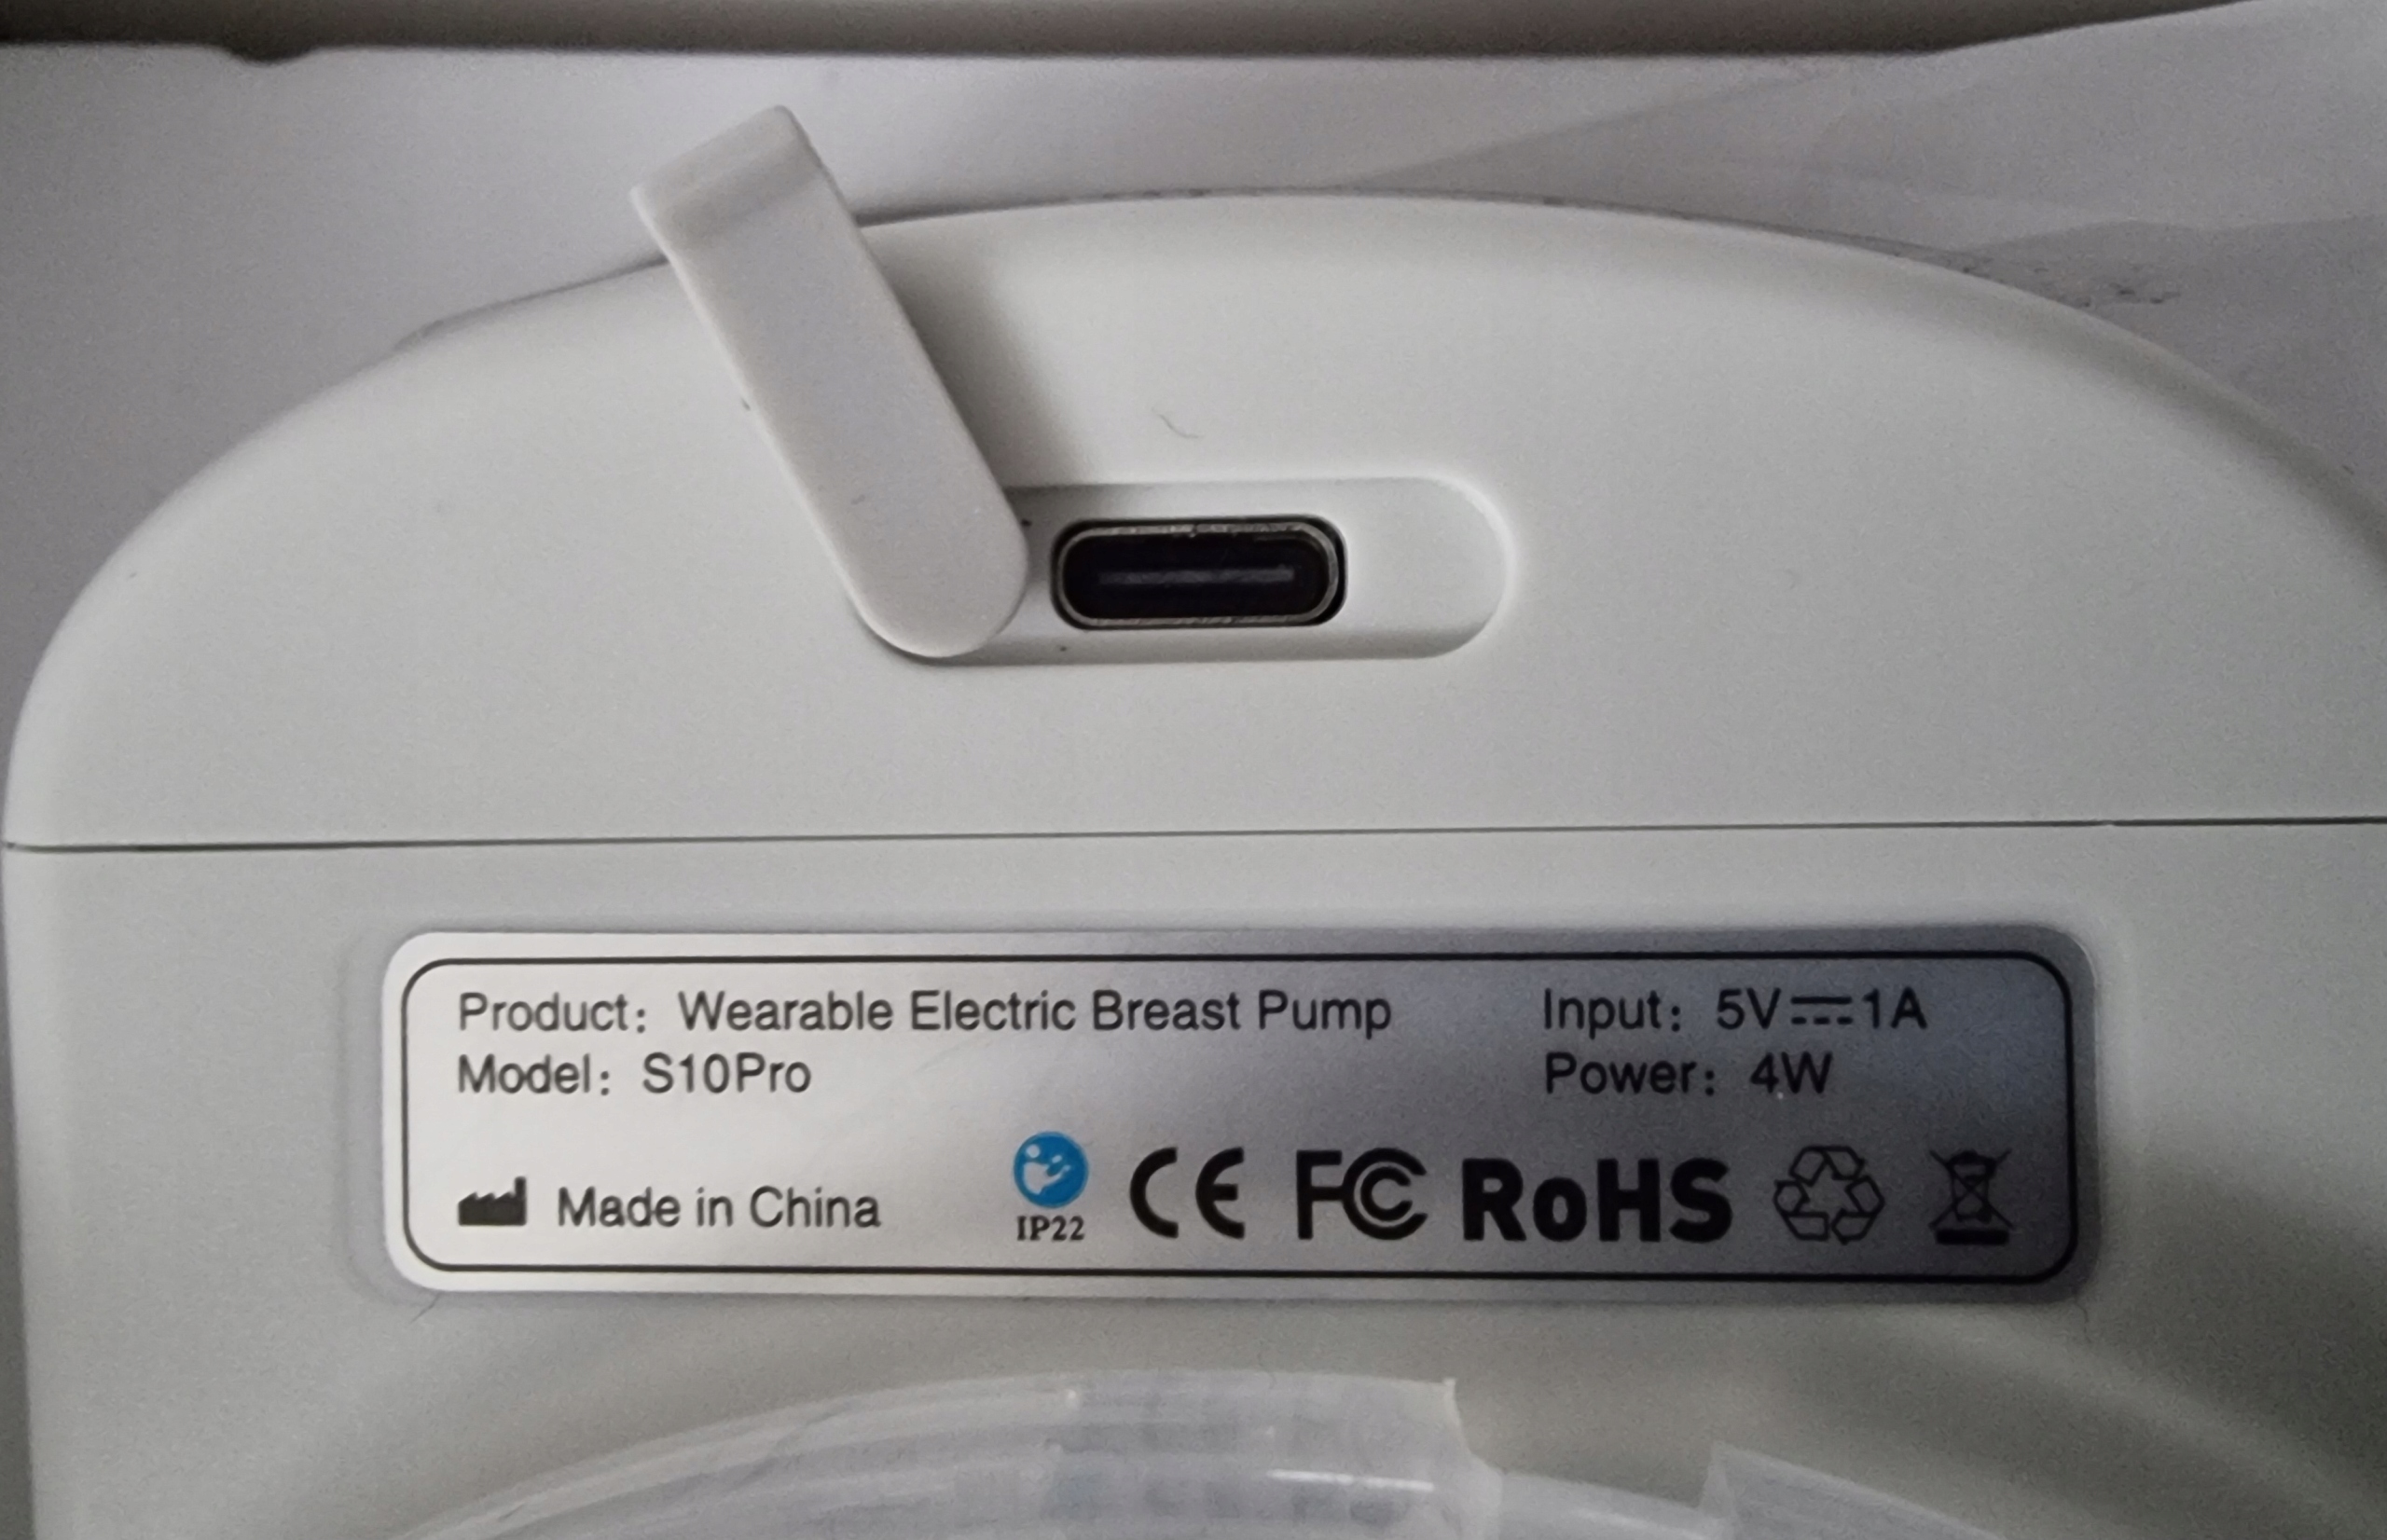 Product: Wearable Electric Breast Pump
Input: 5V⎓1A
Model: S10Pro
Power: 4W
Made in China
IP22
CE FC RoHS